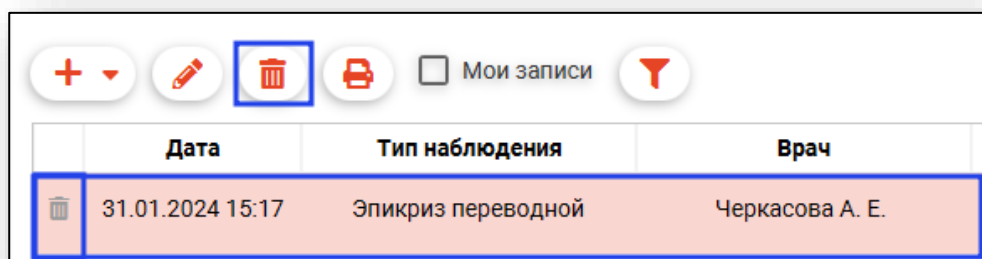 Мои записи
Дата Тип наблюдения Врач
31.01.2024 15:17 Эпикриз переводной Черкасова А. Е.